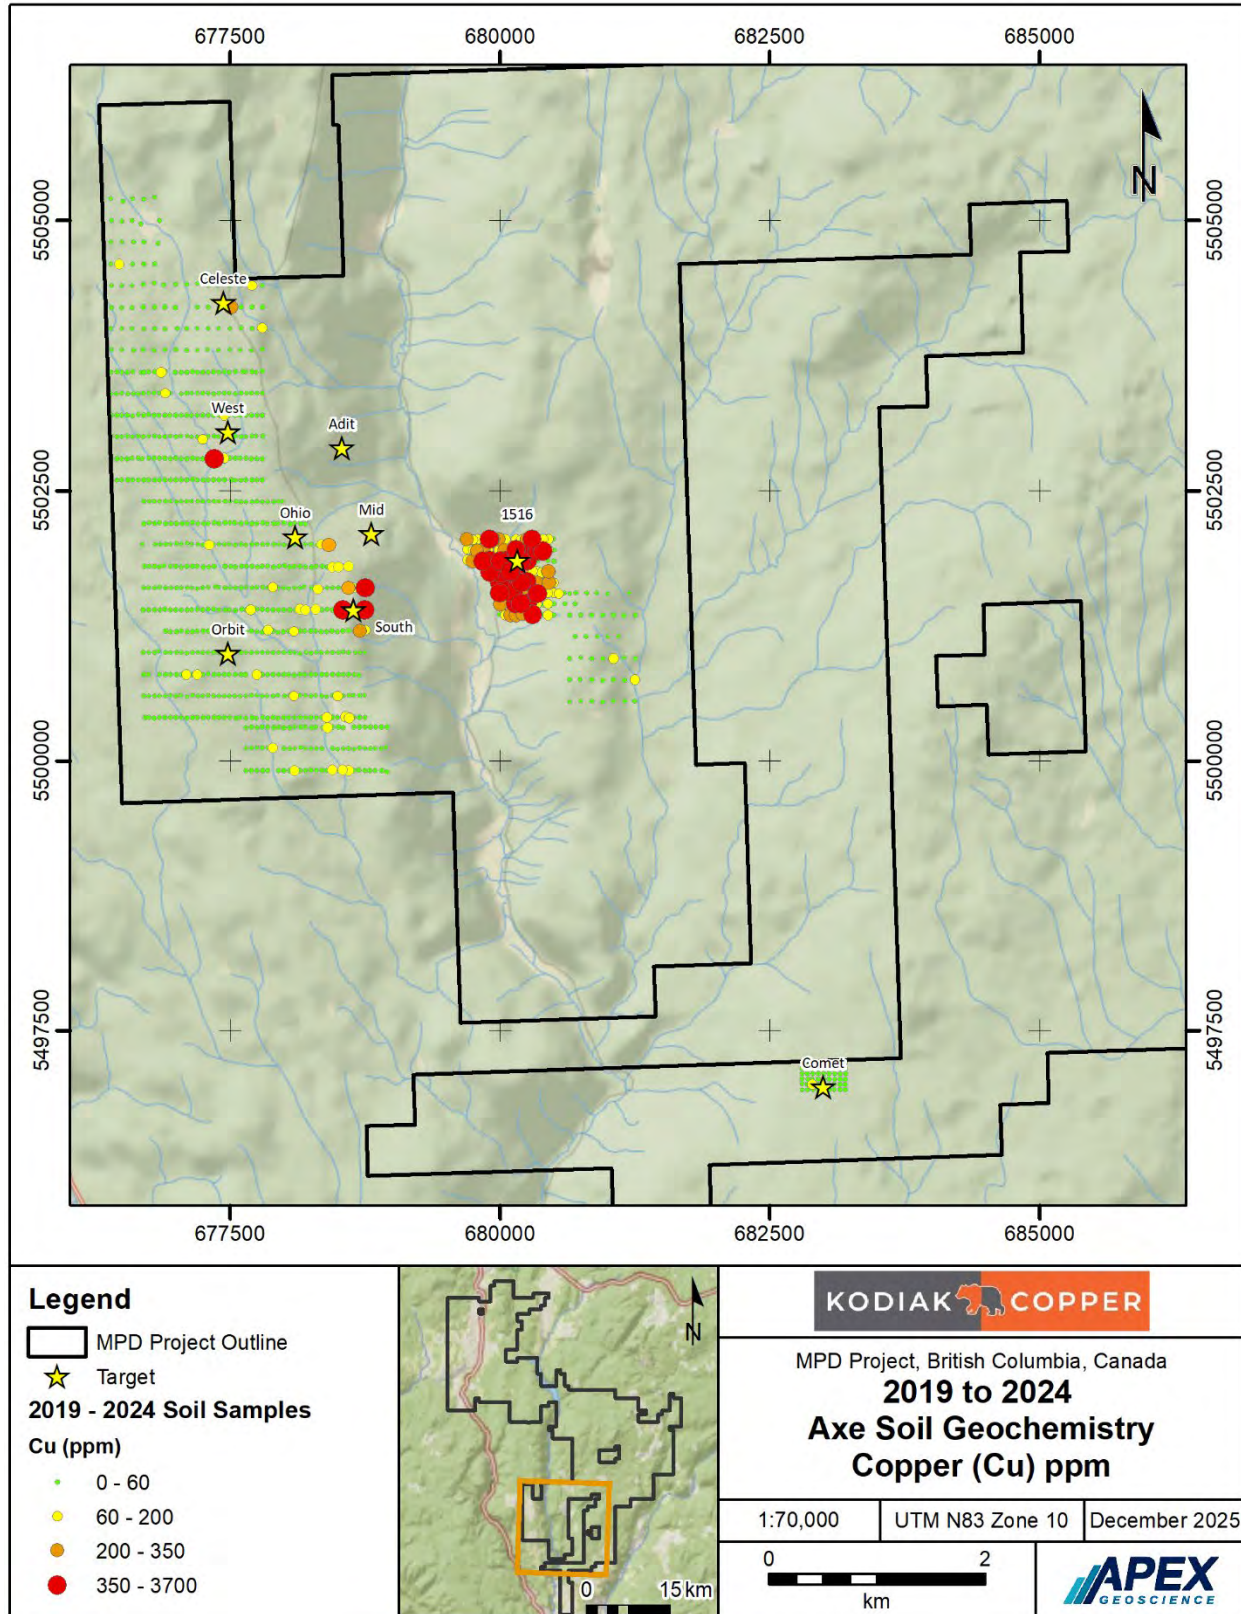 677500 680000 682500 685000
N
5505000 5505000
Celeste
West
Adit
5502500 5502500
Ohio Mid 1516
South
Orbit
5500000 5500000
5497500 5497500
Comet
677500 680000 682500 685000
Legend
MPD Project Outline
Target
2019 - 2024 Soil Samples
Cu (ppm)
0 - 60
60 - 200
200 - 350
350 - 3700
N
0 15 km
KODIAK COPPER
MPD Project, British Columbia, Canada
2019 to 2024
Axe Soil Geochemistry
Copper (Cu) ppm
1:70,000 UTM N83 Zone 10 December 2025
0 2
km
APEX
GEOSCIENCE